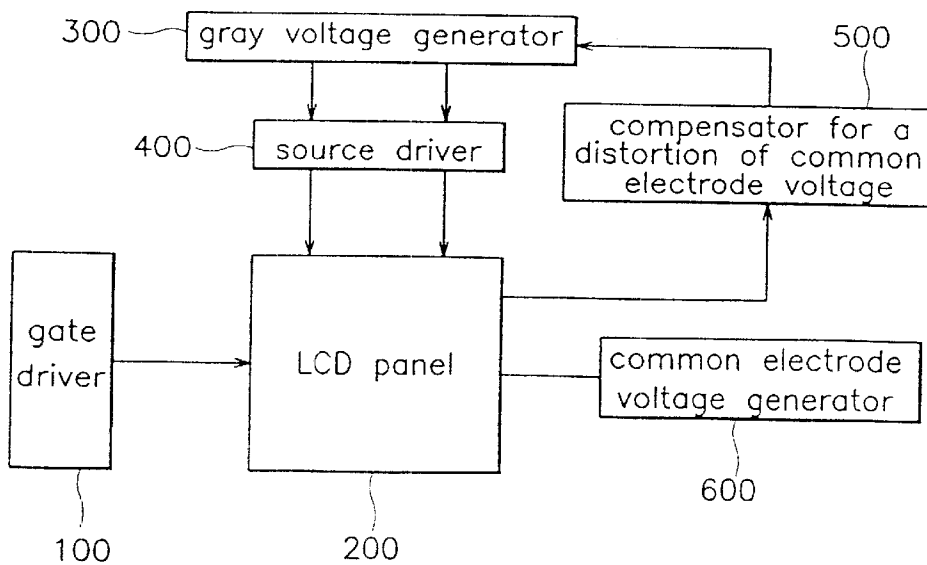 300
gray voltage generator
500
compensator for a
distortion of common
electrode voltage
400
source driver
gate
driver
LCD panel
common electrode
voltage generator
600
100
200